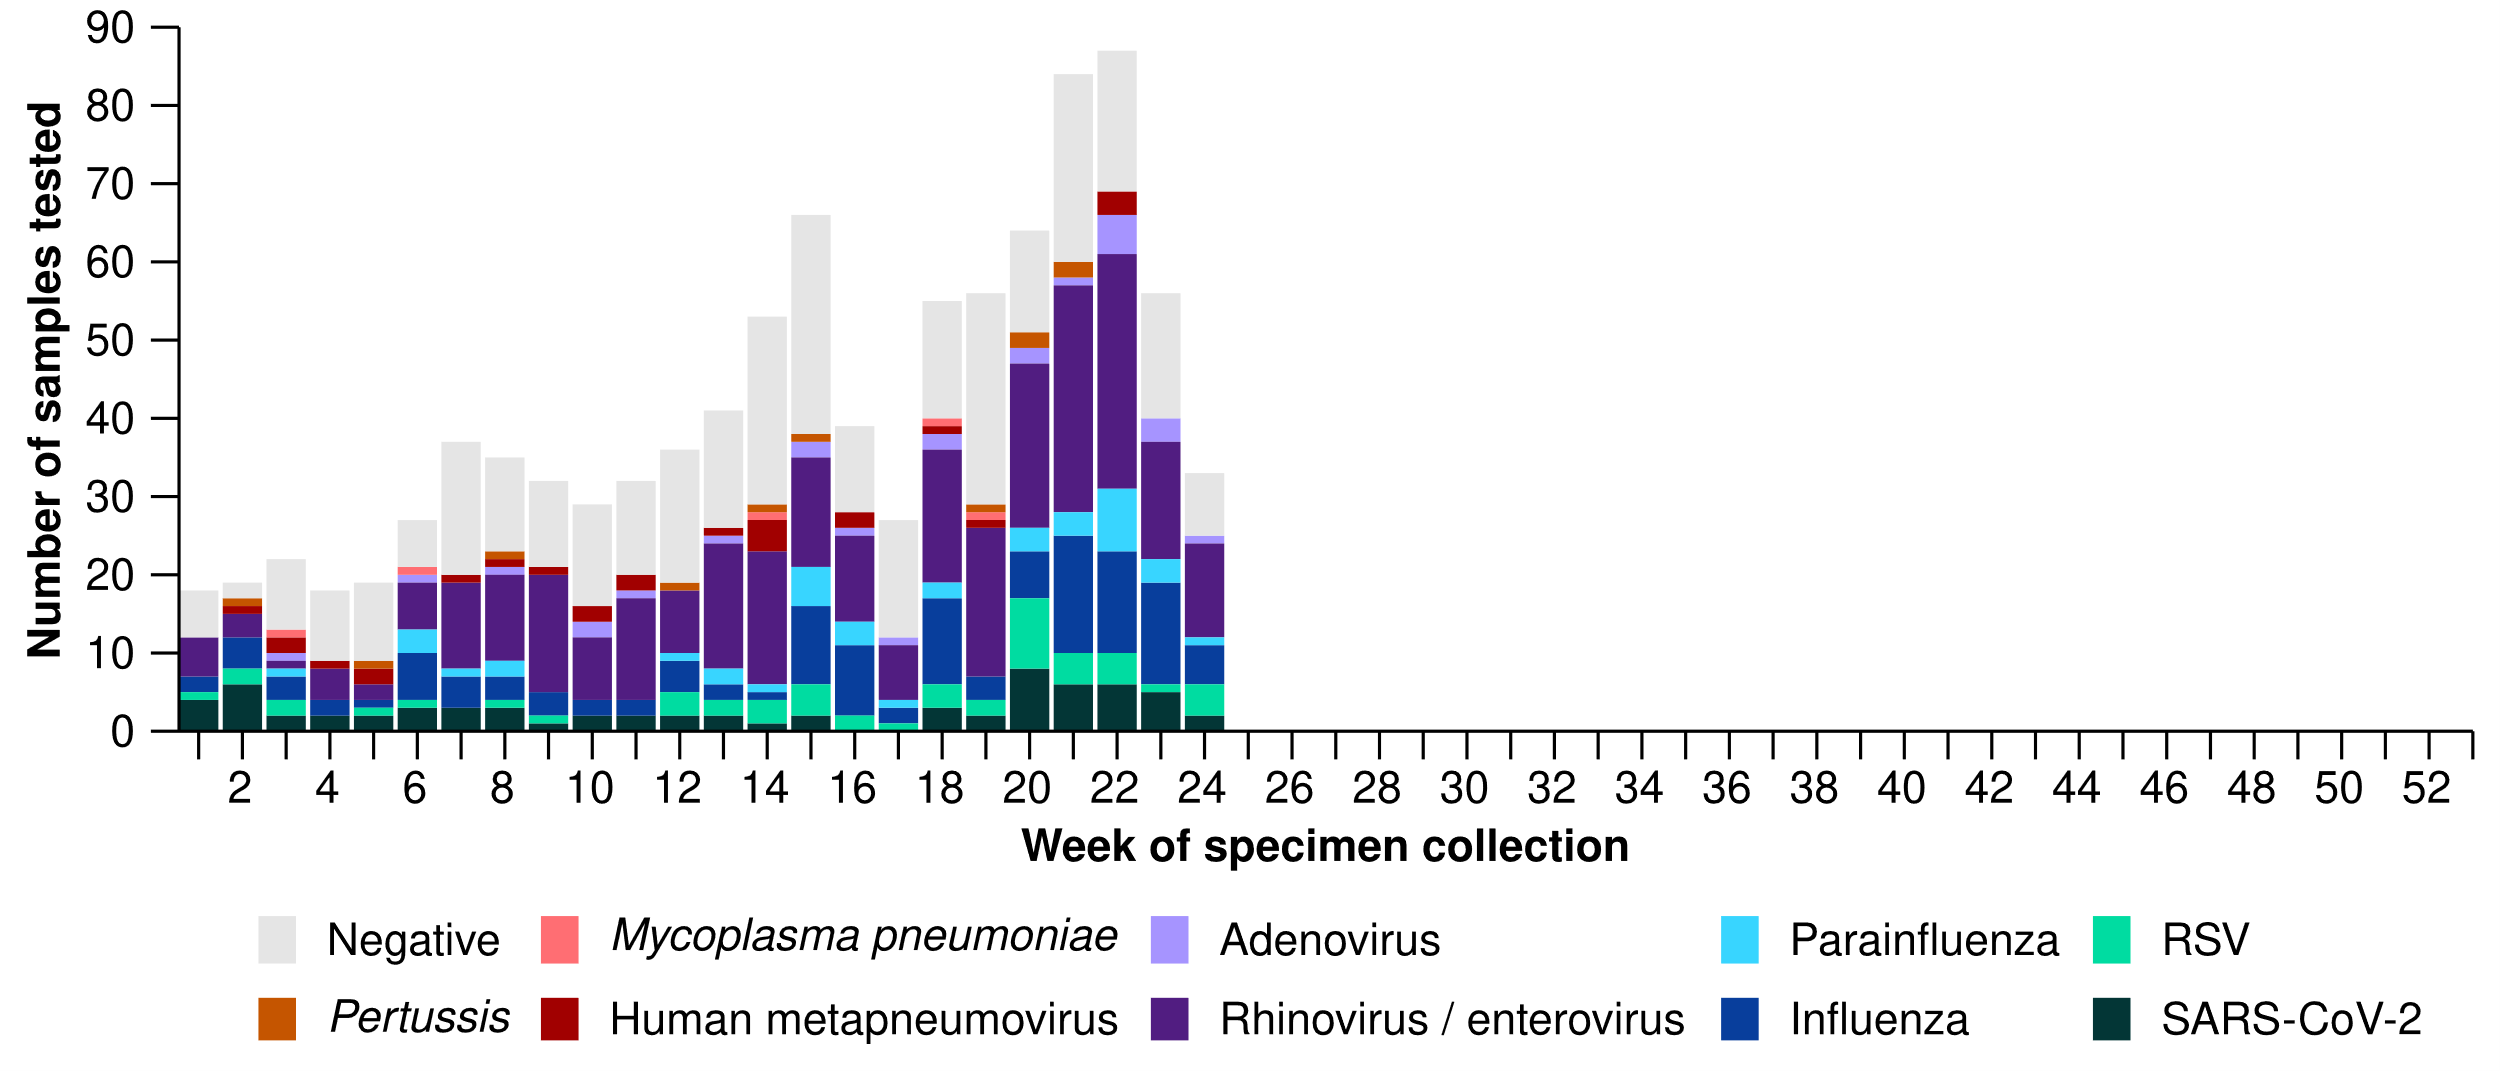 90
80
70
60
50
40
30
20
10
0
Number of samples tested
2 4 6 8 10 12 14 16 18 20 22 24 26 28 30 32 34 36 38 40 42 44 46 48 50 52
Week of specimen collection
Negative Mycoplasma pneumoniae Adenovirus Parainfluenza RSV
Pertussis Human metapneumovirus Rhinovirus / enterovirus Influenza SARS-CoV-2